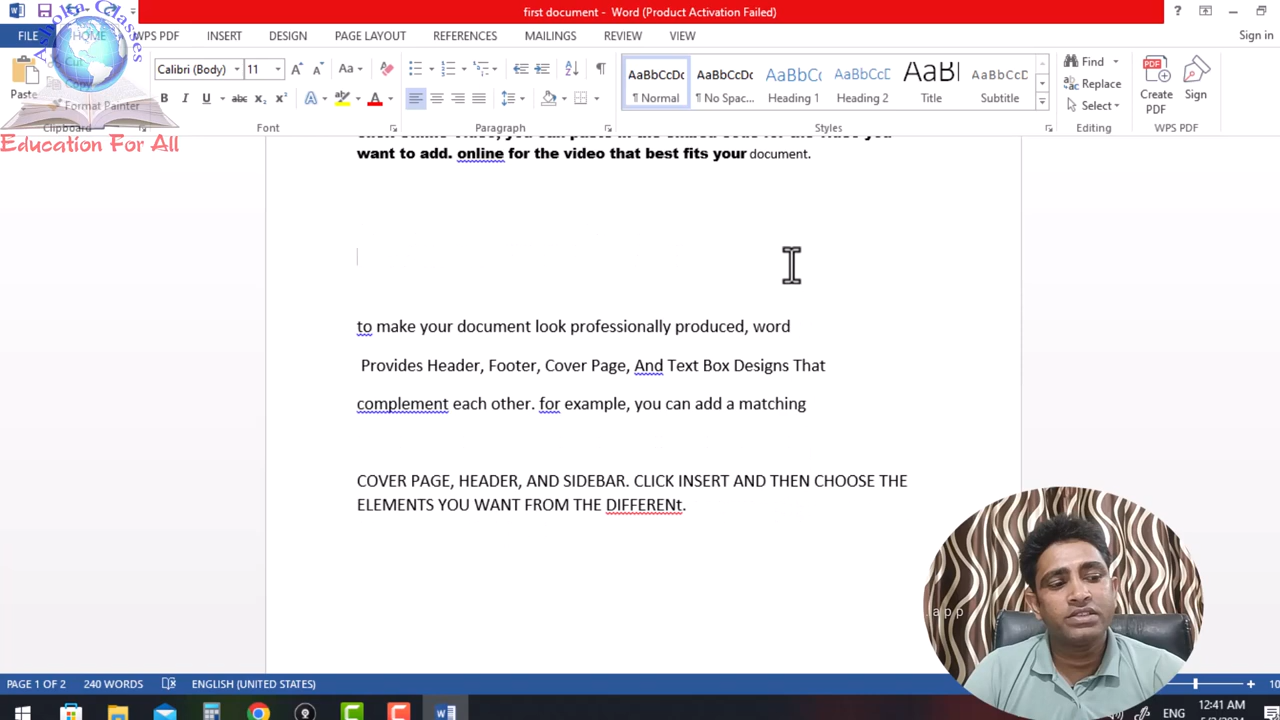 first document - Word (Product Activation Failed)
Sign in
FILE HOME WPS PDF INSERT DESIGN PAGE LAYOUT REFERENCES MAILINGS REVIEW VIEW
Ashoka Classes
Education For All
Cut
Copy
Paste
Format Painter
Clipboard
Calibri (Body) 11
Font
Paragraph
AaBbCcDc AaBbCcDc AaBbCc AaBbCcD AaBl AaBbCcD
¶ Normal ¶ No Spac... Heading 1 Heading 2 Title Subtitle
Styles
Find
Replace
Select
Editing
Create PDF
Sign
WPS PDF
want to add. online for the video that best fits your document.
to make your document look professionally produced, word
Provides Header, Footer, Cover Page, And Text Box Designs That
complement each other. for example, you can add a matching
COVER PAGE, HEADER, AND SIDEBAR. CLICK INSERT AND THEN CHOOSE THE
ELEMENTS YOU WANT FROM THE DIFFERENt.
a p p
PAGE 1 OF 2 240 WORDS ENGLISH (UNITED STATES)
ENG
12:41 AM